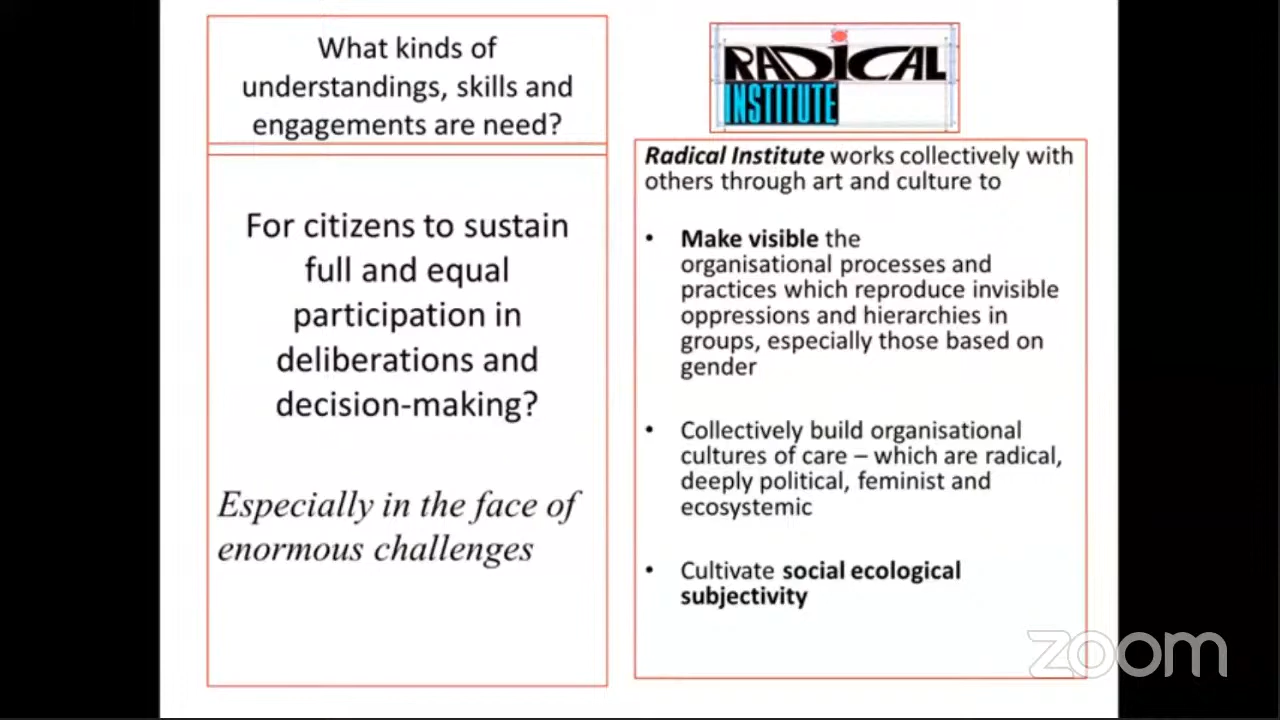 What kinds of
understandings, skills and
engagements are need?
For citizens to sustain
full and equal
participation in
deliberations and
decision-making?
Especially in the face of
enormous challenges
RADICAL
INSTITUTE
Radical Institute works collectively with
others through art and culture to
• Make visible the
organisational processes and
practices which reproduce invisible
oppressions and hierarchies in
groups, especially those based on
gender
• Collectively build organisational
cultures of care – which are radical,
deeply political, feminist and
ecosystemic
• Cultivate social ecological
subjectivity
zoom